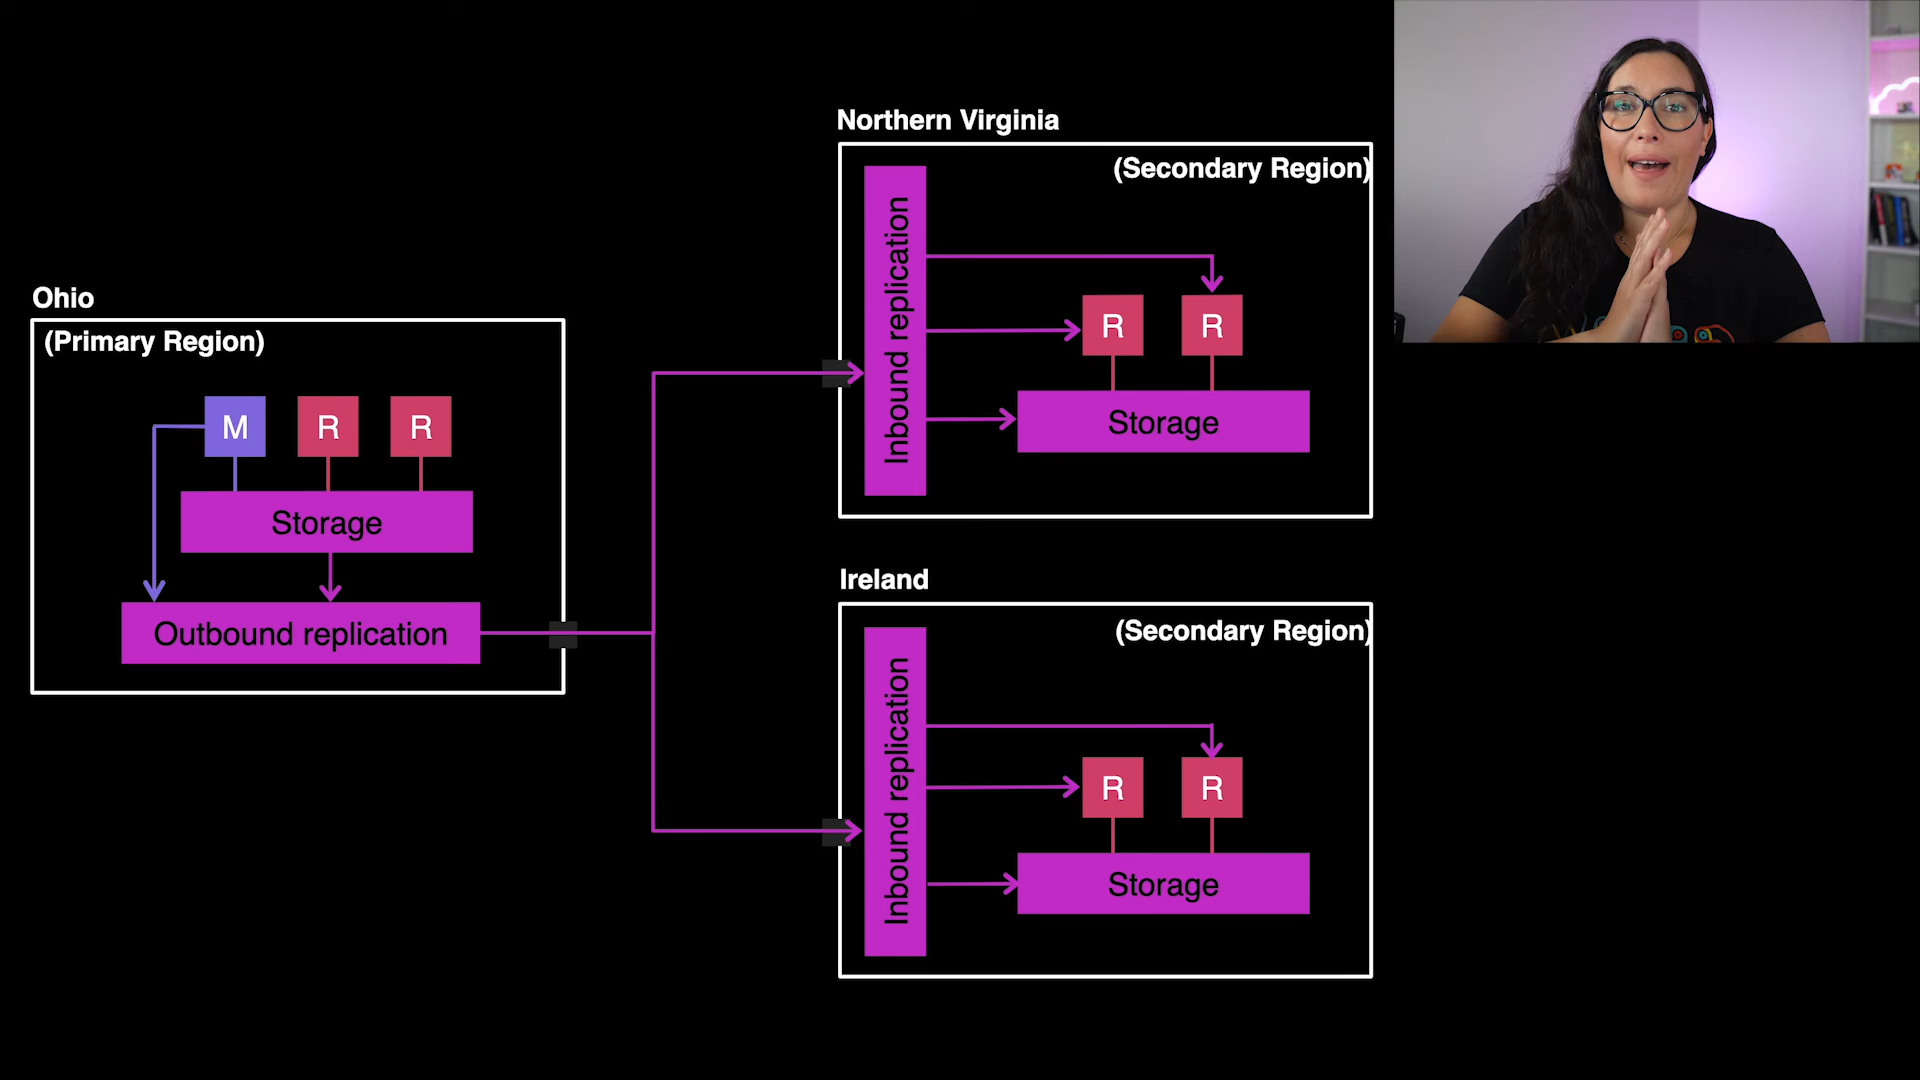 Ohio
(Primary Region)
M
R
R
Storage
Outbound replication
Northern Virginia
(Secondary Region)
Inbound replication
R
R
Storage
Ireland
(Secondary Region)
Inbound replication
R
R
Storage